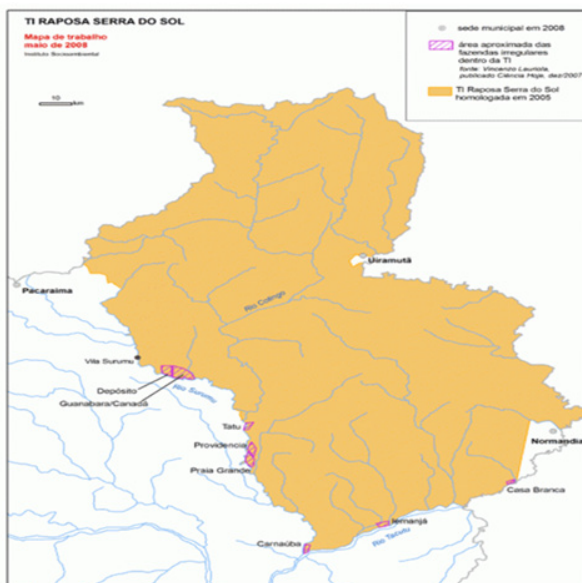 TI RAPOSA SERRA DO SOL
Mapa de trabalho
maio de 2008
Instituto Socioambiental
10
km
sede municipal em 2008
área aproximada das
fazendas irregulares
dentro da TI
fonte: Vincenzo Lauriola,
publicado Ciência Hoje, dez/2007
TI Raposa Serra do Sol
homologada em 2005
Uiramutã
Pacaraima
Rio Cotingo
Vila Surumu
Depósito
Guanabara/Canadá
Rio Surumu
Tatu
Providencia
Praia Grande
Normandia
Casa Branca
Iemanjá
Rio Tacutu
Carnaúba